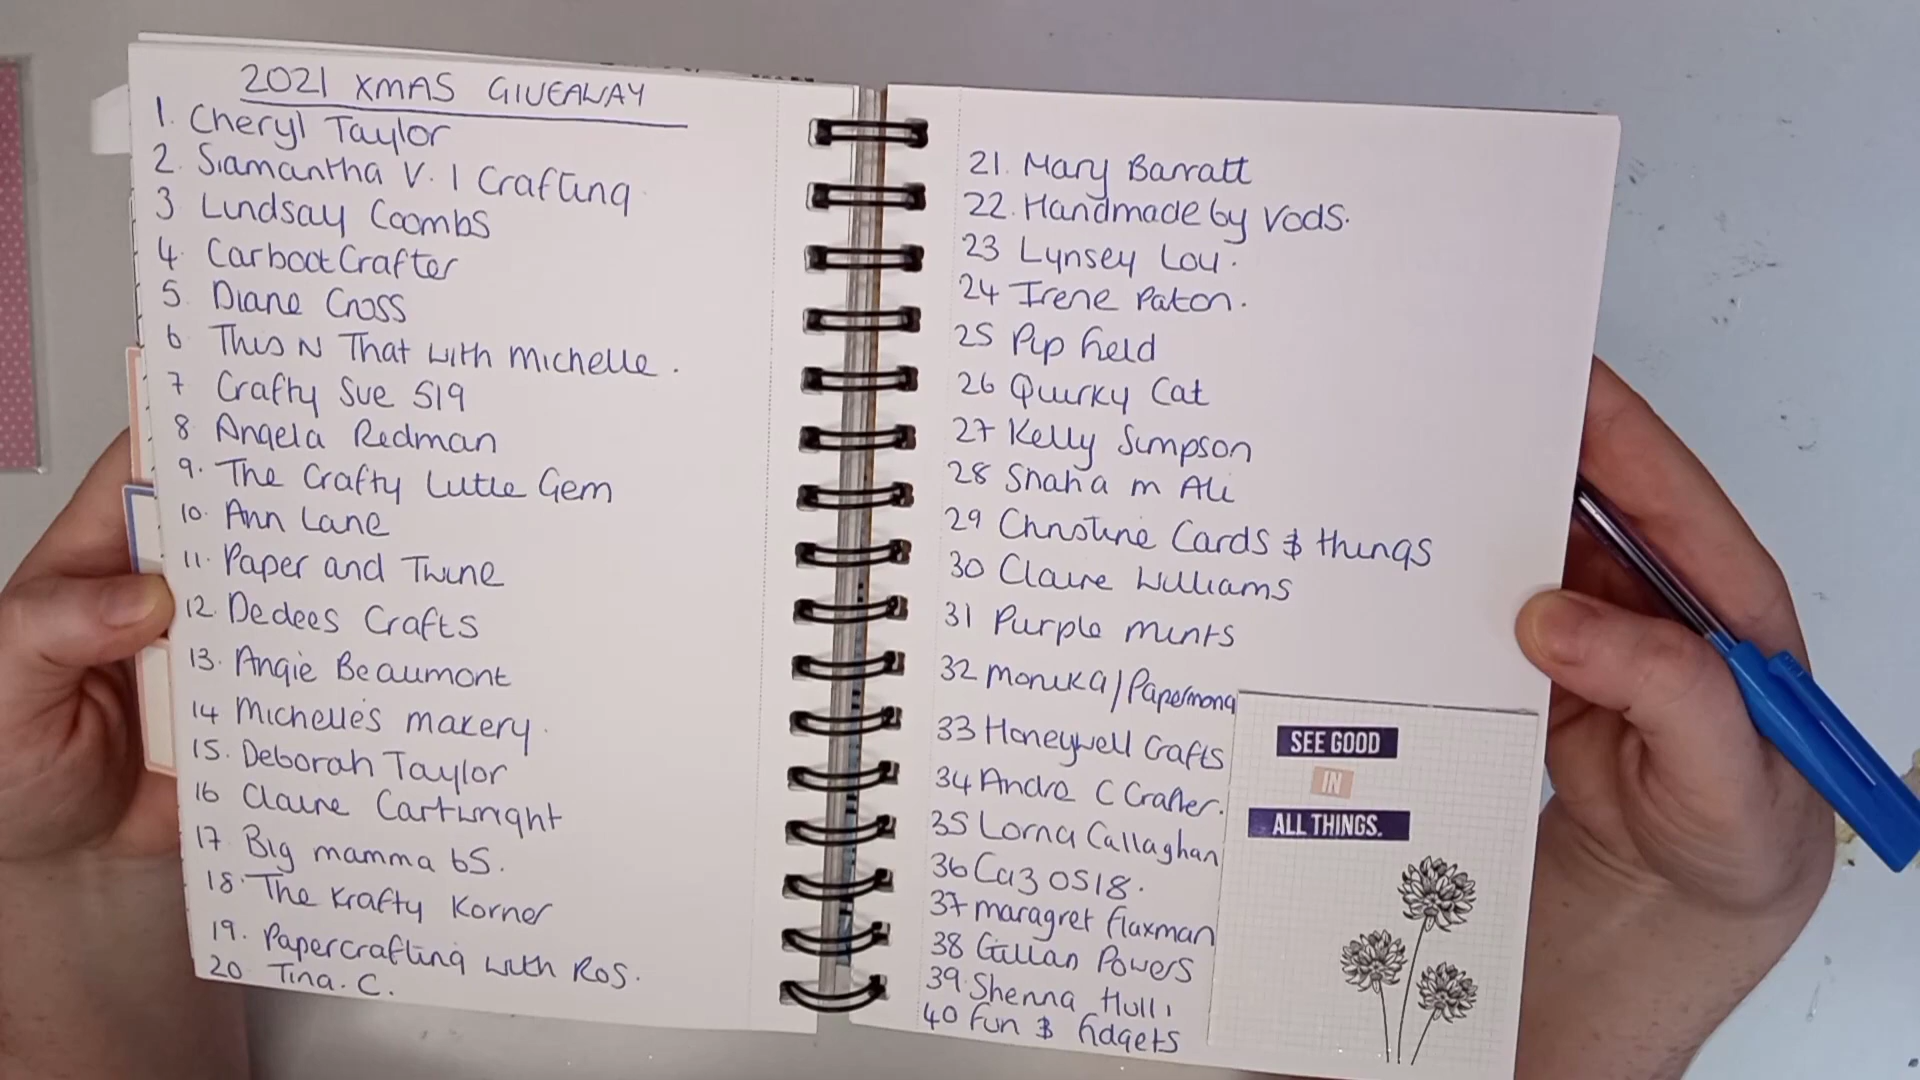 2021 XMAS GIVEAWAY
1. Cheryl Taylor
2. Siamantha V. 1 Crafting
3 Lindsay Coombs
4. Carboot Crafter
5. Diane Cross
6 This N That with Michelle.
7 Crafty Sue 519
8 Angela Redman
9. The Crafty Little Gem
10. Ann Lane
11. Paper and Twine
12. Dedees Crafts
13. Angie Beaumont
14 Michelle's makery.
15. Deborah Taylor
16 Claire Cartwright
17. Big mamma bS.
18. The Krafty Korner
19. Papercrafting with RoS.
20 Tina. C.
21. Mary Barratt
22. Handmade by Vods.
23 Lynsey Lou.
24 Irene Paton.
25 Pip field
26 Quirky Cat
27 Kelly Simpson
28 Snaha m Ali
29 Christine Cards & things
30 Claire Williams
31 Purple mints
32 monika/Papermona
33 Honeywell Crafts
34 Andre C Crafter.
35 Lorna Callaghan
36 Ca3 OS18.
37 maragret flaxman
38 Gillian Powers
39. Shenna Hull
40 fun & fidgets
SEE GOOD
IN
ALL THINGS.